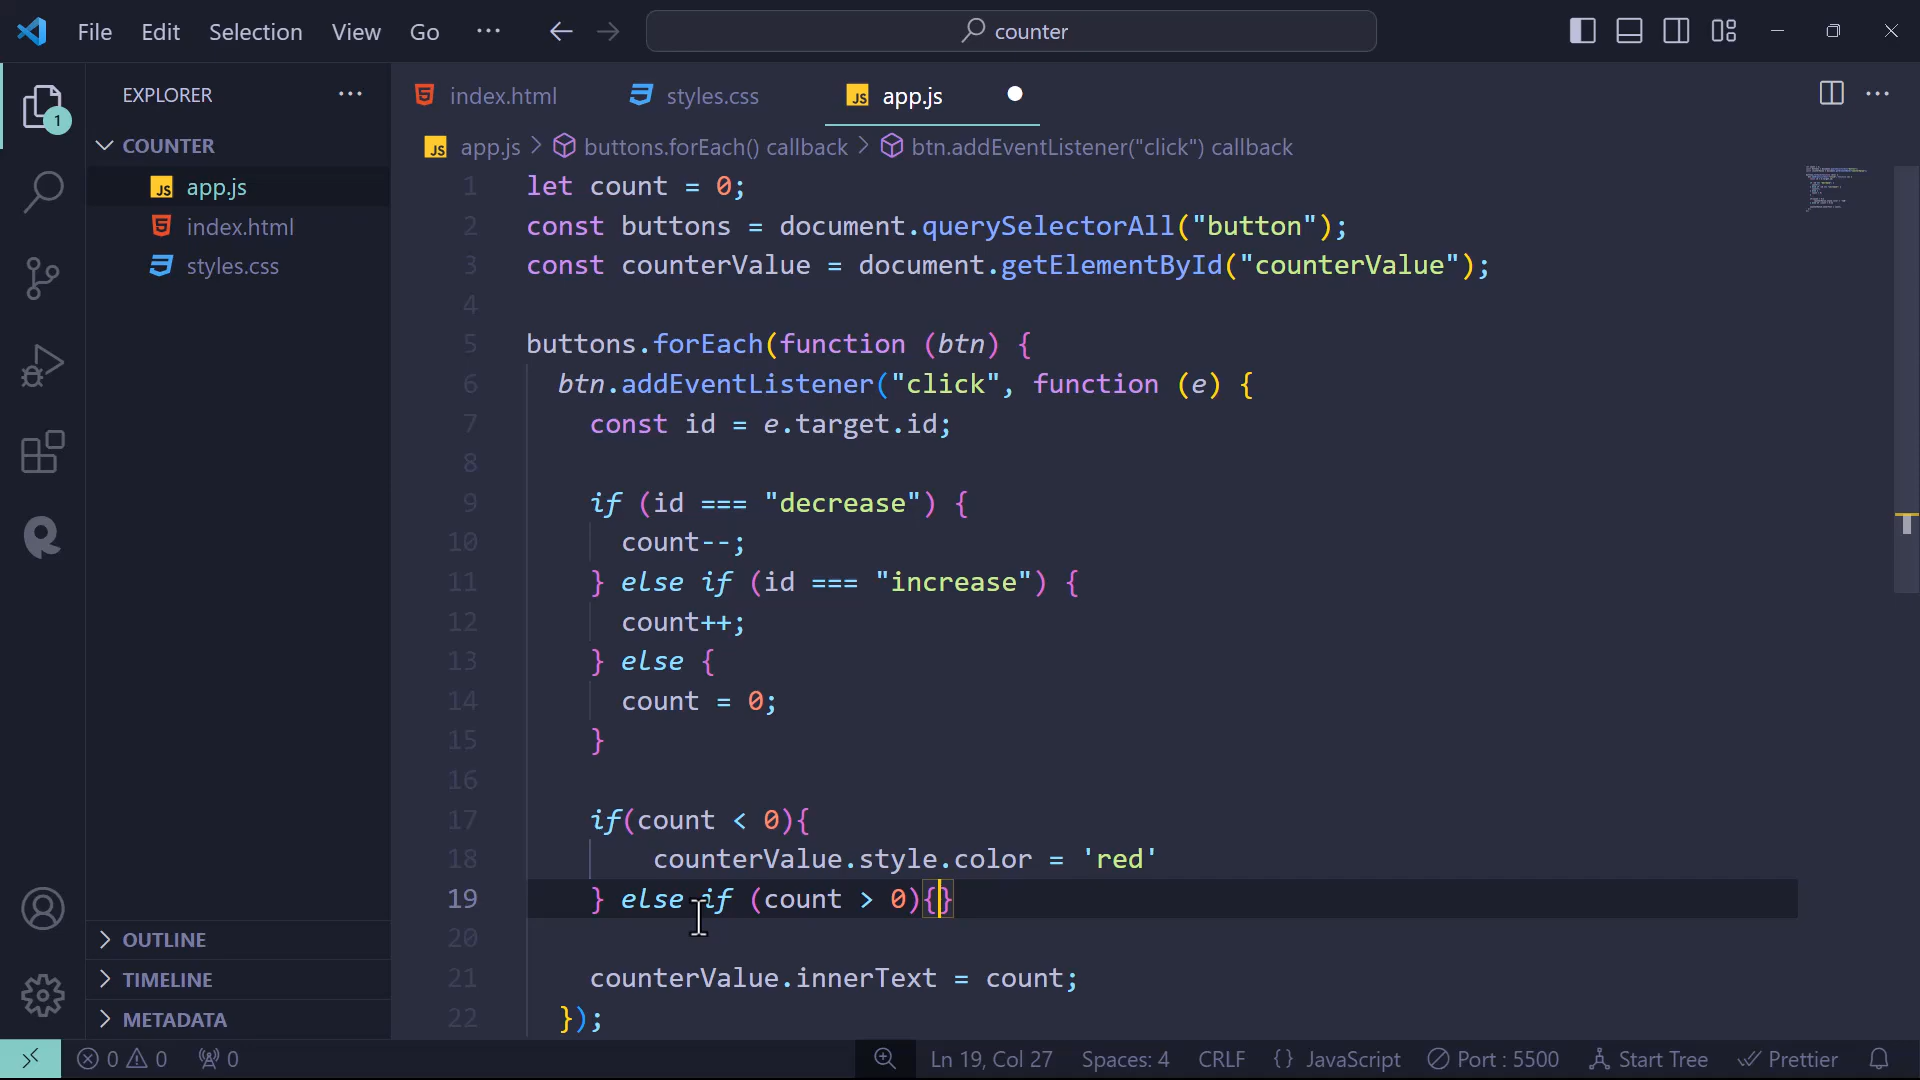 File Edit Selection View Go ··· counter
EXPLORER ···
1
COUNTER
JS app.js
index.html
styles.css
OUTLINE
TIMELINE
METADATA
index.html styles.css JS app.js ···
JS app.js > buttons.forEach() callback > btn.addEventListener("click") callback
1 let count = 0;
2 const buttons = document.querySelectorAll("button");
3 const counterValue = document.getElementById("counterValue");
4
5 buttons.forEach(function (btn) {
6 btn.addEventListener("click", function (e) {
7 const id = e.target.id;
8
9 if (id === "decrease") {
10 count--;
11 } else if (id === "increase") {
12 count++;
13 } else {
14 count = 0;
15 }
16
17 if(count < 0){
18 counterValue.style.color = 'red'
19 } else if (count > 0){}
20
21 counterValue.innerText = count;
22 });
0 0 0 Ln 19, Col 27 Spaces: 4 CRLF {} JavaScript Port : 5500 Start Tree Prettier